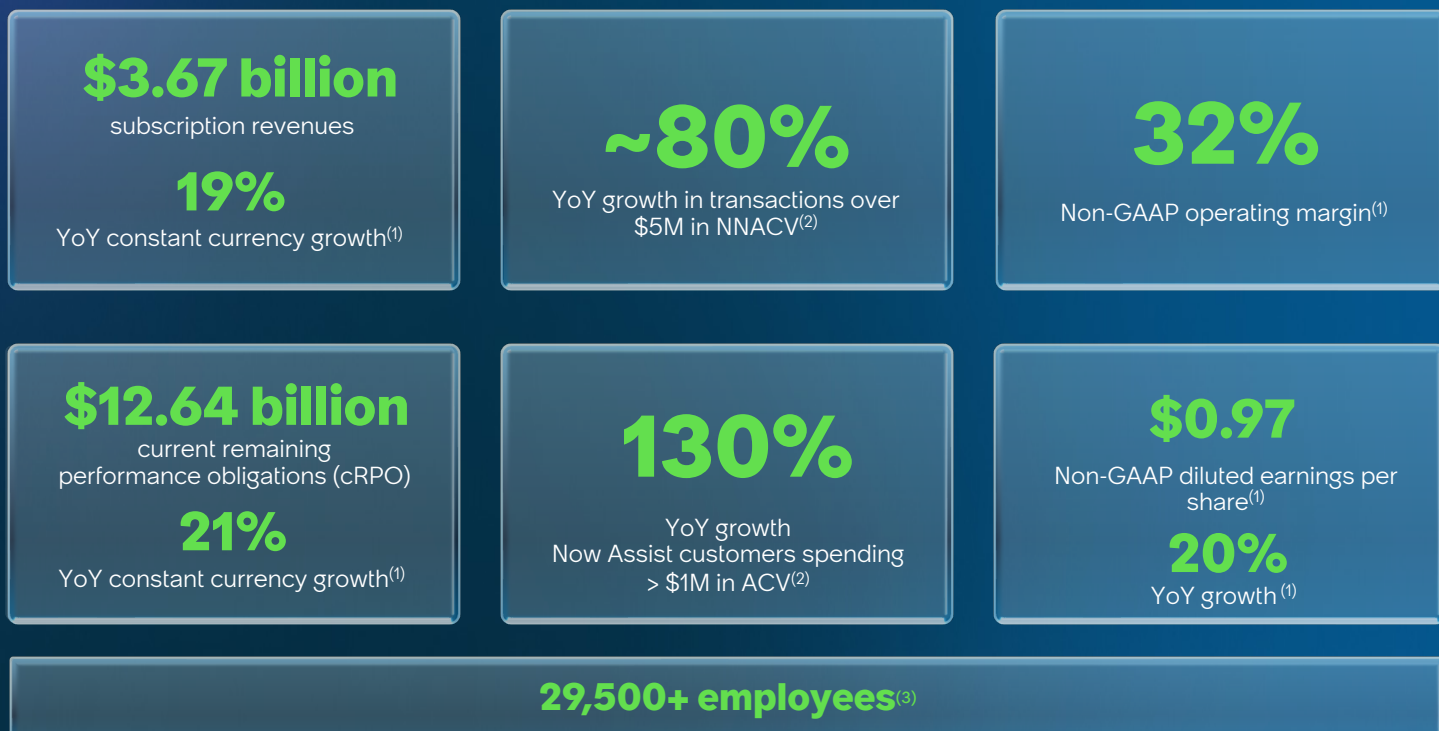 $3.67 billion
subscription revenues
19%
YoY constant currency growth(1)
~80%
YoY growth in transactions over
$5M in NNACV(2)
32%
Non-GAAP operating margin(1)
$12.64 billion
current remaining
performance obligations (cRPO)
21%
YoY constant currency growth(1)
130%
YoY growth
Now Assist customers spending
> $1M in ACV(2)
$0.97
Non-GAAP diluted earnings per
share(1)
20%
YoY growth (1)
29,500+ employees(3)